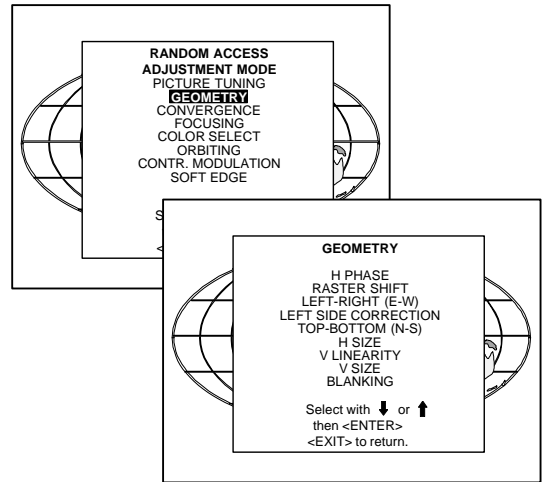 RANDOM ACCESS
ADJUSTMENT MODE
PICTURE TUNING
GEOMETRY
CONVERGENCE
FOCUSING
COLOR SELECT
ORBITING
CONTR. MODULATION
SOFT EDGE
S
<
GEOMETRY
H PHASE
RASTER SHIFT
LEFT-RIGHT (E-W)
LEFT SIDE CORRECTION
TOP-BOTTOM (N-S)
H SIZE
V LINEARITY
V SIZE
BLANKING
Select with ⬇ or ⬆
then <ENTER>
<EXIT> to return.